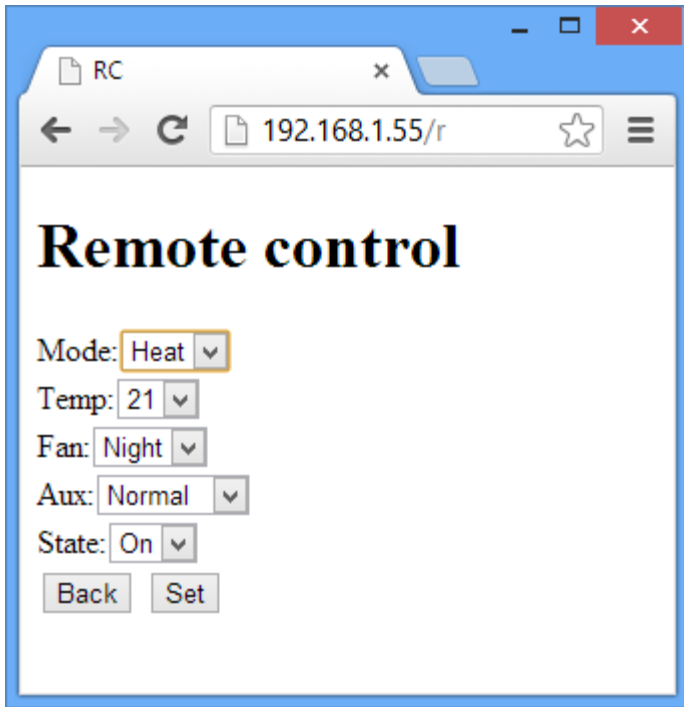 RC
192.168.1.55/r
Remote control
Mode: Heat
Temp: 21
Fan: Night
Aux: Normal
State: On
Back Set